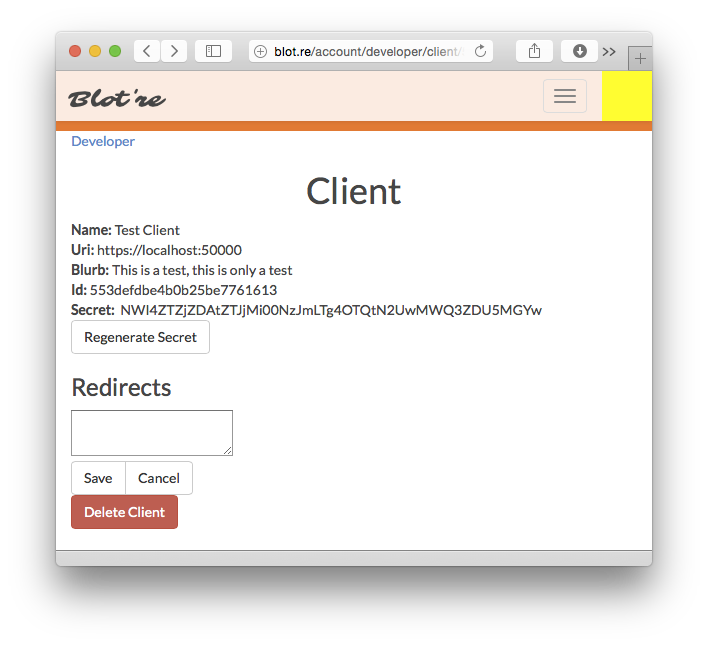 blot.re/account/developer/client/
Blot're
Developer
Client
Name: Test Client
Uri: https://localhost:50000
Blurb: This is a test, this is only a test
Id: 553defdbe4b0b25be7761613
Secret: NWI4ZTZjZDAtZTJjMi00NzJmLTg4OTQtN2UwMWQ3ZDU5MGYw
Regenerate Secret
Redirects
Save Cancel
Delete Client